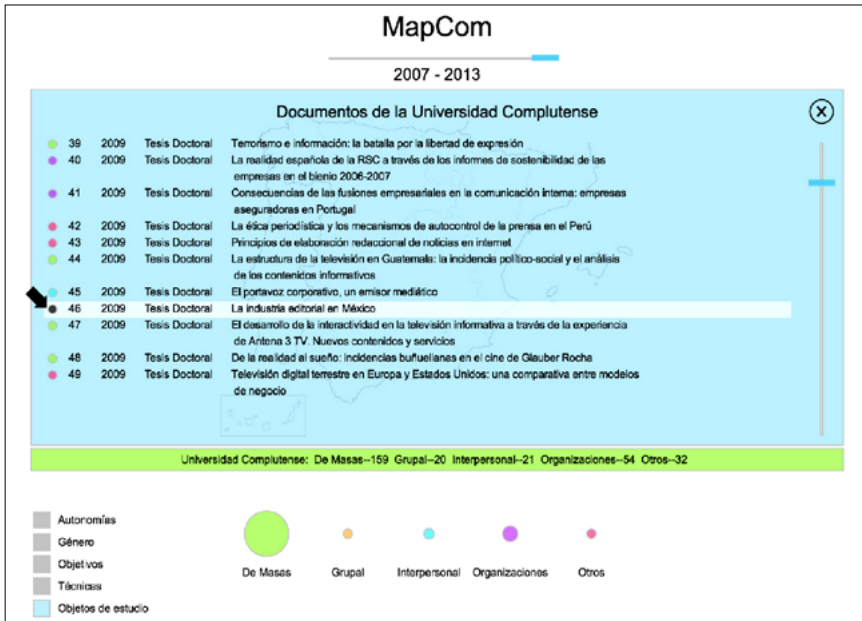 MapCom
2007 - 2013
Documentos de la Universidad Complutense
X
39 2009 Tesis Doctoral Terrorismo e información: la batalla por la libertad de expresión
40 2009 Tesis Doctoral La realidad española de la RSC a través de los informes de sostenibilidad de las
empresas en el bienio 2006-2007
41 2009 Tesis Doctoral Consecuencias de las fusiones empresariales en la comunicación interna: empresas
aseguradoras en Portugal
42 2009 Tesis Doctoral La ética periodística y los mecanismos de autocontrol de la prensa en el Perú
43 2009 Tesis Doctoral Principios de elaboración redaccional de noticias en internet
44 2009 Tesis Doctoral La estructura de la televisión en Guatemala: la incidencia político-social y el análisis
de los contenidos informativos
45 2009 Tesis Doctoral El portavoz corporativo, un emisor mediático
46 2009 Tesis Doctoral La industria editorial en México
47 2009 Tesis Doctoral El desarrollo de la interactividad en la televisión informativa a través de la experiencia
de Antena 3 TV. Nuevos contenidos y servicios
48 2009 Tesis Doctoral De la realidad al sueño: incidencias buñuelianas en el cine de Glauber Rocha
49 2009 Tesis Doctoral Televisión digital terrestre en Europa y Estados Unidos: una comparativa entre modelos
de negocio
Universidad Complutense: De Masas--159 Grupal--20 Interpersonal--21 Organizaciones--54 Otros--32
Autonomías
Género
Objetivos
Técnicas
Objetos de estudio
De Masas Grupal Interpersonal Organizaciones Otros